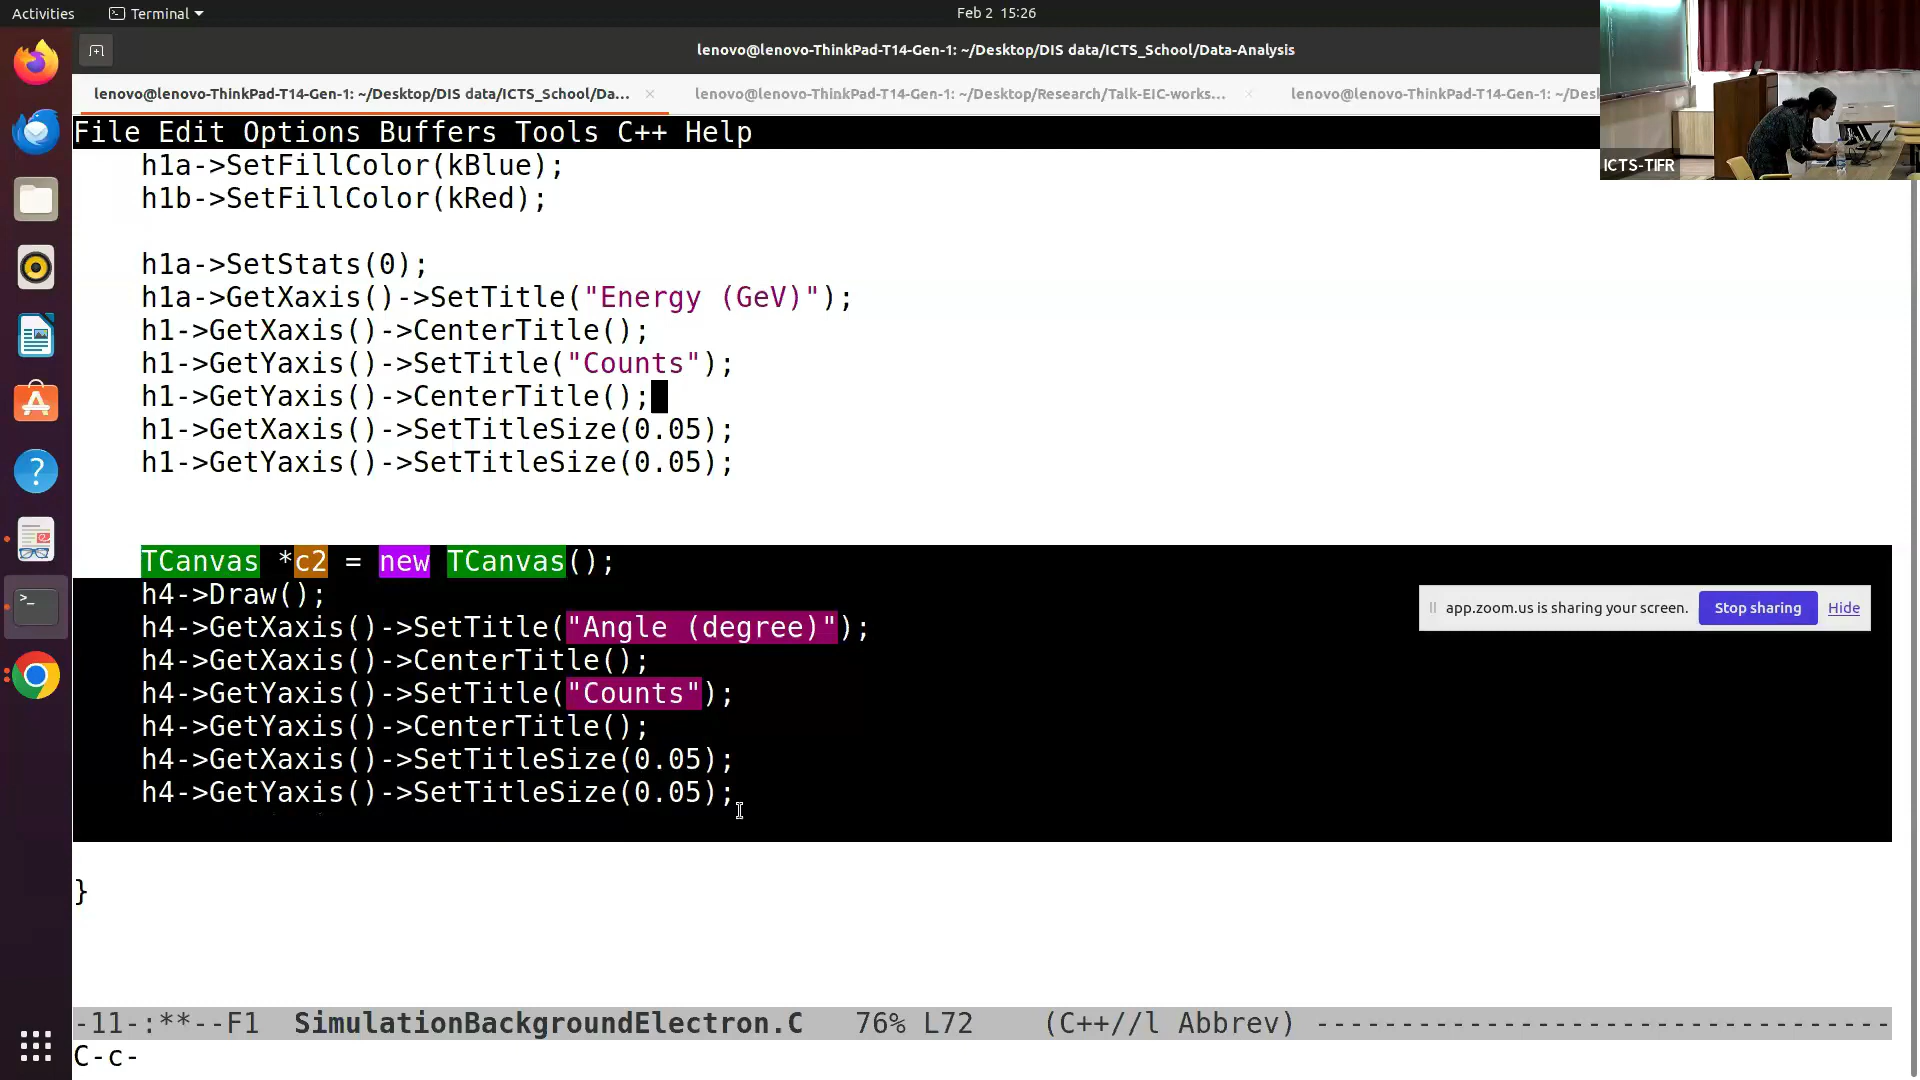 Activities
Terminal
Feb 2 15:26
lenovo@lenovo-ThinkPad-T14-Gen-1: ~/Desktop/DIS data/ICTS_School/Data-Analysis
lenovo@lenovo-ThinkPad-T14-Gen-1: ~/Desktop/DIS data/ICTS_School/Da...
lenovo@lenovo-ThinkPad-T14-Gen-1: ~/Desktop/Research/Talk-EIC-works...
lenovo@lenovo-ThinkPad-T14-Gen-1: ~/Desk
ICTS-TIFR
File Edit Options Buffers Tools C++ Help
h1a->SetFillColor(kBlue);
h1b->SetFillColor(kRed);
h1a->SetStats(0);
h1a->GetXaxis()->SetTitle("Energy (GeV)");
h1->GetXaxis()->CenterTitle();
h1->GetYaxis()->SetTitle("Counts");
h1->GetYaxis()->CenterTitle();
h1->GetXaxis()->SetTitleSize(0.05);
h1->GetYaxis()->SetTitleSize(0.05);
TCanvas *c2 = new TCanvas();
h4->Draw();
h4->GetXaxis()->SetTitle("Angle (degree)");
h4->GetXaxis()->CenterTitle();
h4->GetYaxis()->SetTitle("Counts");
h4->GetYaxis()->CenterTitle();
h4->GetXaxis()->SetTitleSize(0.05);
h4->GetYaxis()->SetTitleSize(0.05);
}
app.zoom.us is sharing your screen.
Stop sharing
Hide
-11-:**--F1 SimulationBackgroundElectron.C 76% L72 (C++//l Abbrev) ----------------------------------
C-c-